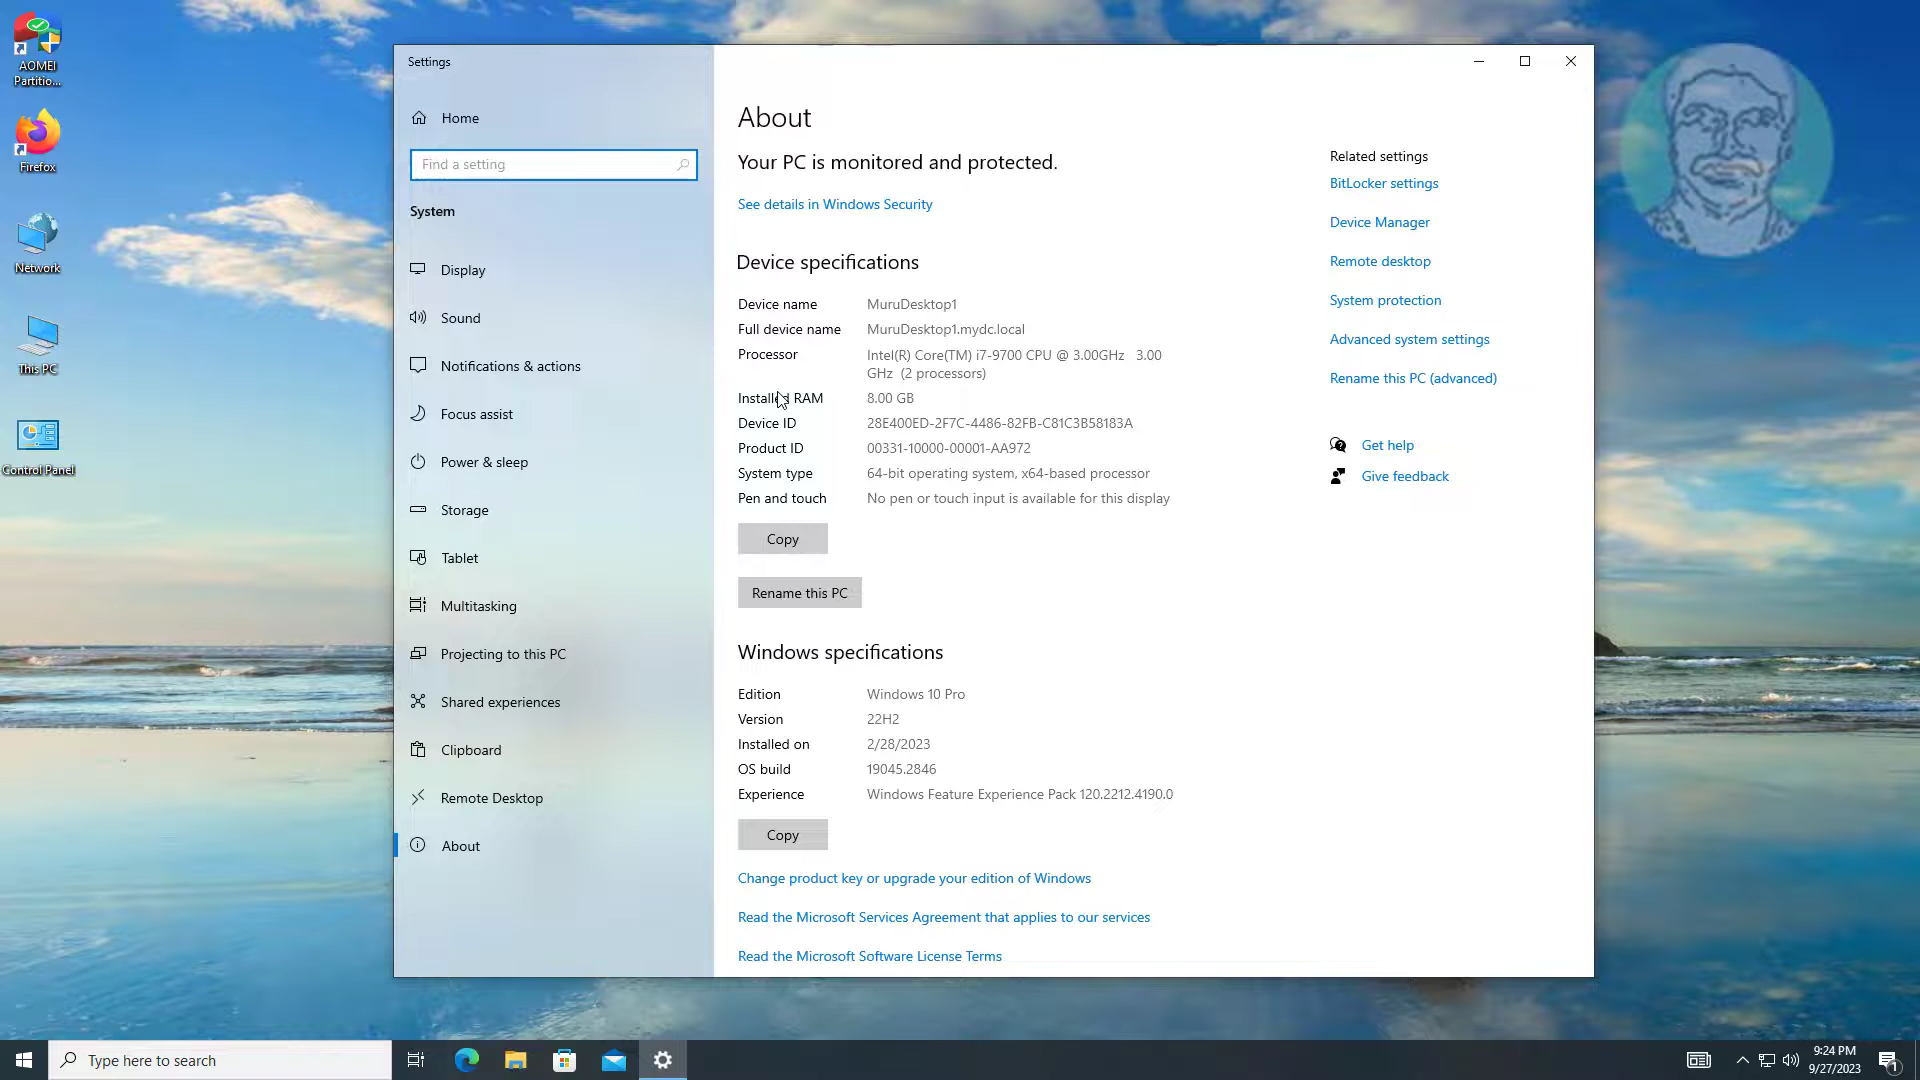 AOMEI
Partitio...
Firefox
Network
This PC
Control Panel
Settings
Home
Find a setting
System
Display
Sound
Notifications & actions
Focus assist
Power & sleep
Storage
Tablet
Multitasking
Projecting to this PC
Shared experiences
Clipboard
Remote Desktop
About
About
Your PC is monitored and protected.
See details in Windows Security
Device specifications
Device name MuruDesktop1
Full device name MuruDesktop1.mydc.local
Processor Intel(R) Core(TM) i7-9700 CPU @ 3.00GHz 3.00
GHz (2 processors)
Installed RAM 8.00 GB
Device ID 28E400ED-2F7C-4486-82FB-C81C3B58183A
Product ID 00331-10000-00001-AA972
System type 64-bit operating system, x64-based processor
Pen and touch No pen or touch input is available for this display
Copy
Rename this PC
Windows specifications
Edition Windows 10 Pro
Version 22H2
Installed on 2/28/2023
OS build 19045.2846
Experience Windows Feature Experience Pack 120.2212.4190.0
Copy
Change product key or upgrade your edition of Windows
Read the Microsoft Services Agreement that applies to our services
Read the Microsoft Software License Terms
Related settings
BitLocker settings
Device Manager
Remote desktop
System protection
Advanced system settings
Rename this PC (advanced)
Get help
Give feedback
Type here to search
9:24 PM
9/27/2023
1